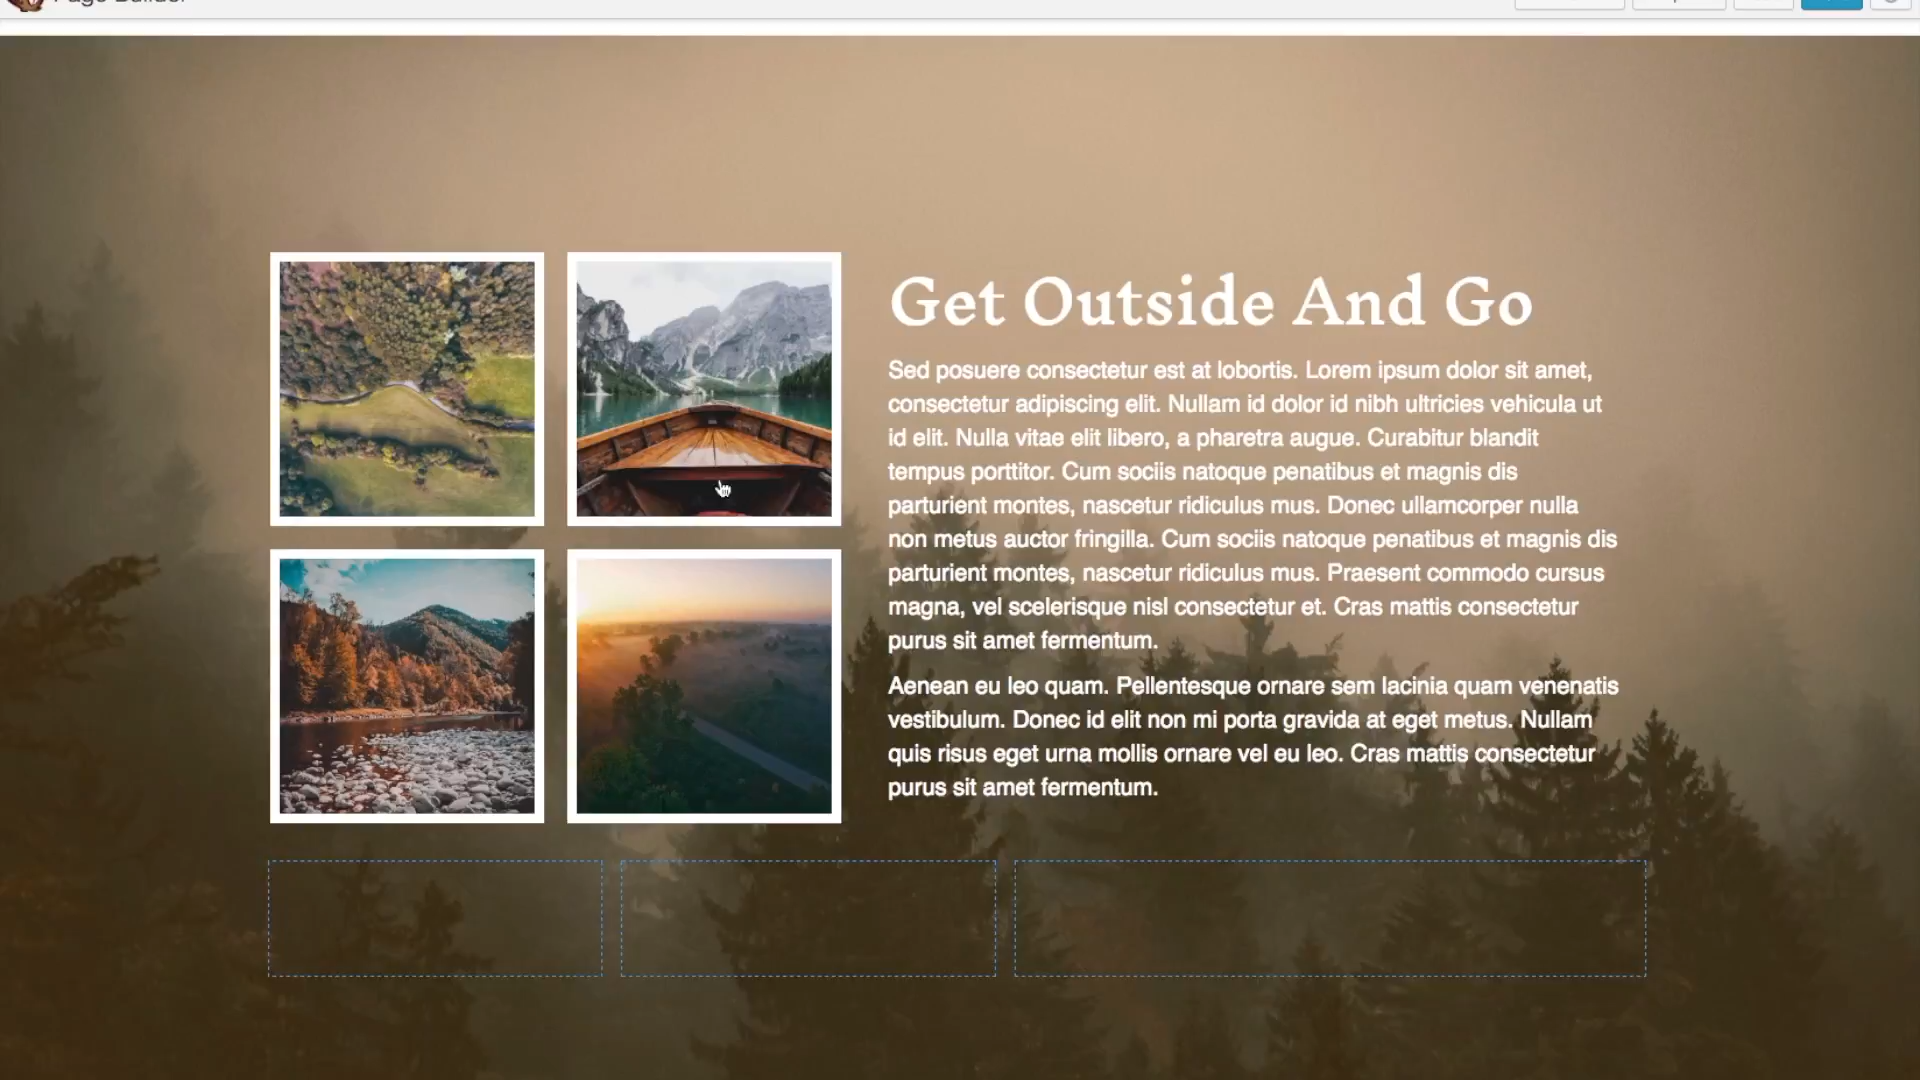 Page Builder
Get Outside And Go
Sed posuere consectetur est at lobortis. Lorem ipsum dolor sit amet,
consectetur adipiscing elit. Nullam id dolor id nibh ultricies vehicula ut
id elit. Nulla vitae elit libero, a pharetra augue. Curabitur blandit
tempus porttitor. Cum sociis natoque penatibus et magnis dis
parturient montes, nascetur ridiculus mus. Donec ullamcorper nulla
non metus auctor fringilla. Cum sociis natoque penatibus et magnis dis
parturient montes, nascetur ridiculus mus. Praesent commodo cursus
magna, vel scelerisque nisl consectetur et. Cras mattis consectetur
purus sit amet fermentum.
Aenean eu leo quam. Pellentesque ornare sem lacinia quam venenatis
vestibulum. Donec id elit non mi porta gravida at eget metus. Nullam
quis risus eget urna mollis ornare vel eu leo. Cras mattis consectetur
purus sit amet fermentum.